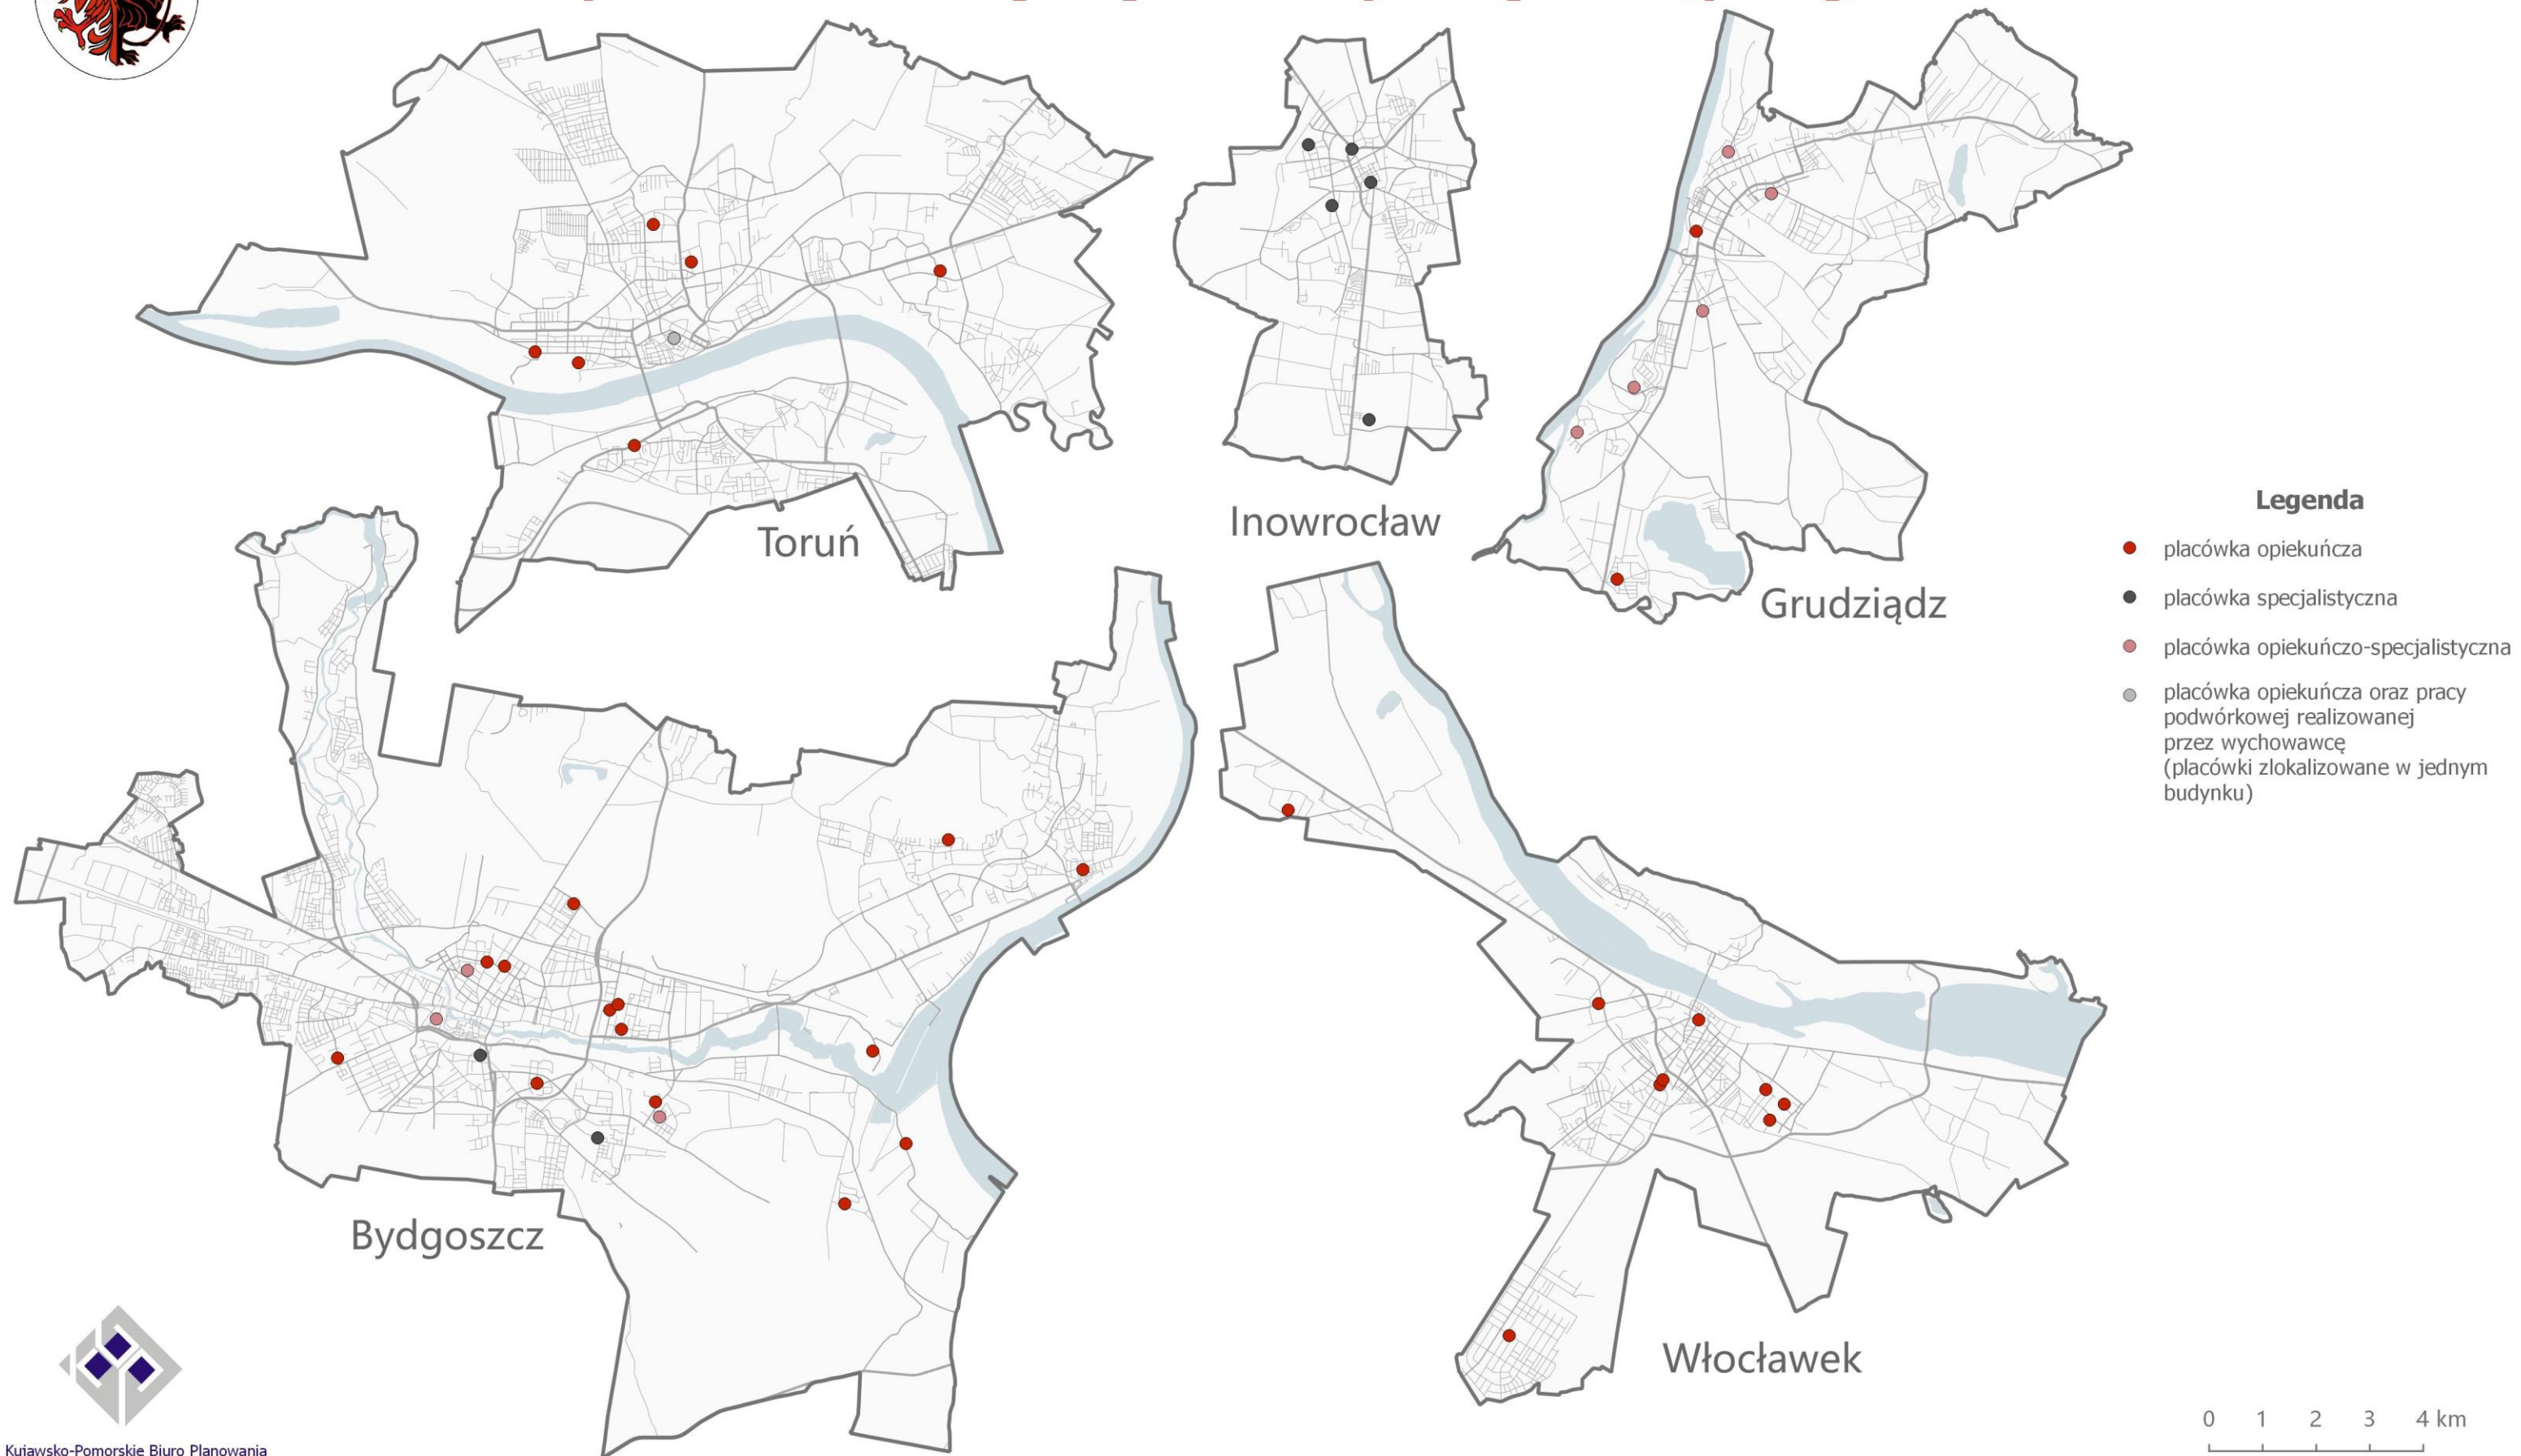 Toruń
Inowrocław
Grudziądz
Bydgoszcz
Włocławek
Legenda
placówka opiekuńcza
placówka specjalistyczna
placówka opiekuńczo-specjalistyczna
placówka opiekuńcza oraz pracy
podwórkowej realizowanej
przez wychowawcę
(placówki zlokalizowane w jednym
budynku)
0 1 2 3 4 km
Kujawsko-Pomorskie Biuro Planowania